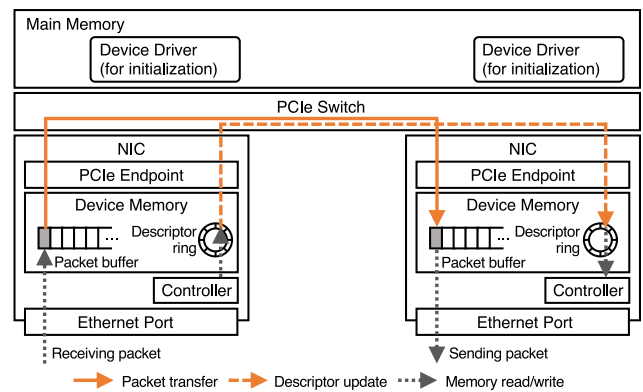 Main Memory
Device Driver
(for initialization)
Device Driver
(for initialization)
PCIe Switch
NIC
PCIe Endpoint
Device Memory
Descriptor
ring
...
Packet buffer
Controller
Ethernet Port
Receiving packet
NIC
PCIe Endpoint
Device Memory
Descriptor
ring
...
Packet buffer
Controller
Ethernet Port
Sending packet
Packet transfer
Descriptor update
Memory read/write